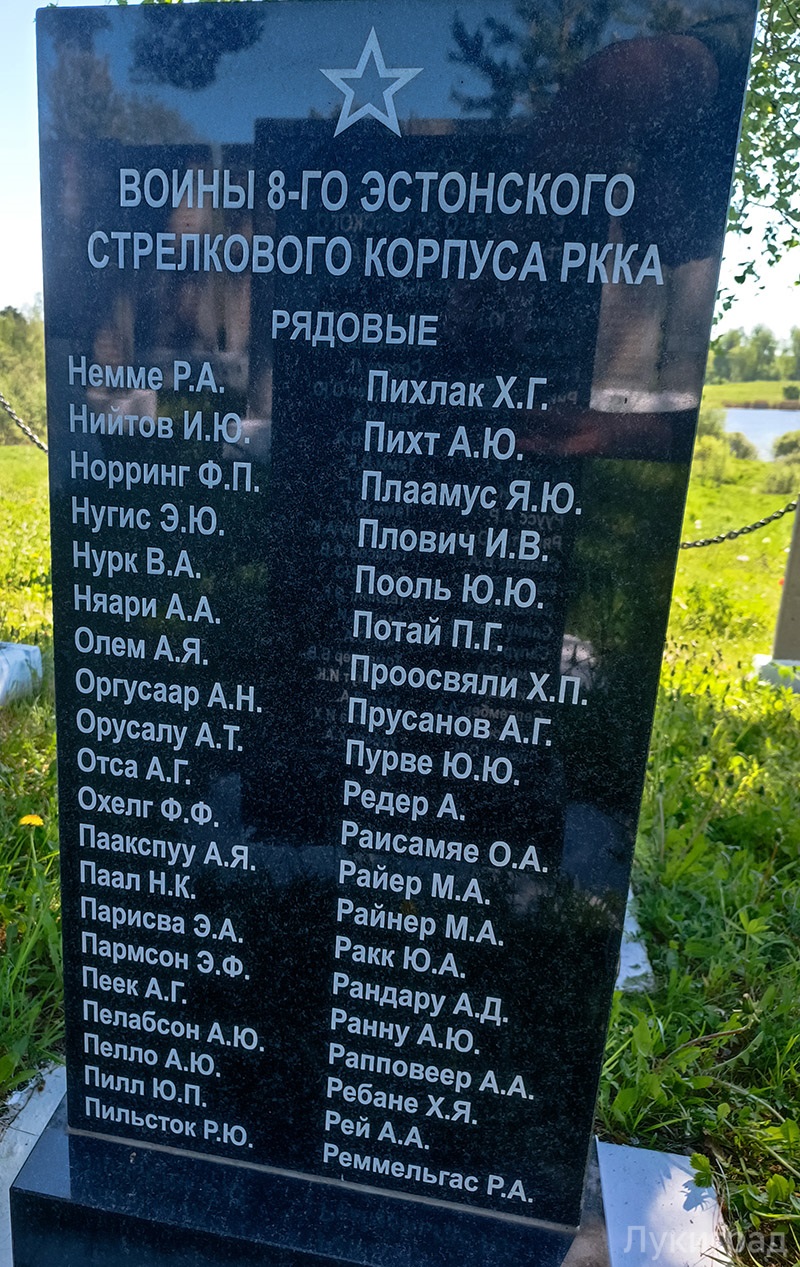 ВОИНЫ 8-ГО ЭСТОНСКОГО
СТРЕЛКОВОГО КОРПУСА РККА
РЯДОВЫЕ
Немме Р.А.
Нийтов И.Ю.
Норринг Ф.П.
Нугис Э.Ю.
Нурк В.А.
Няари А.А.
Олем А.Я.
Оргусаар А.Н.
Орусалу А.Т.
Отса А.Г.
Охелг Ф.Ф.
Паакспуу А.Я.
Паал Н.К.
Парисва Э.А.
Пармсон Э.Ф.
Пеек А.Г.
Пелабсон А.Ю.
Пелло А.Ю.
Пилл Ю.П.
Пильсток Р.Ю.
Пихлак Х.Г.
Пихт А.Ю.
Плаамус Я.Ю.
Плович И.В.
Пооль Ю.Ю.
Потай П.Г.
Проосвяли Х.П.
Прусанов А.Г.
Пурве Ю.Ю.
Редер А.
Раисамяе О.А.
Райер М.А.
Райнер М.А.
Ракк Ю.А.
Рандару А.Д.
Ранну А.Ю.
Рапповеер А.А.
Ребане Х.Я.
Рей А.А.
Реммельгас Р.А.